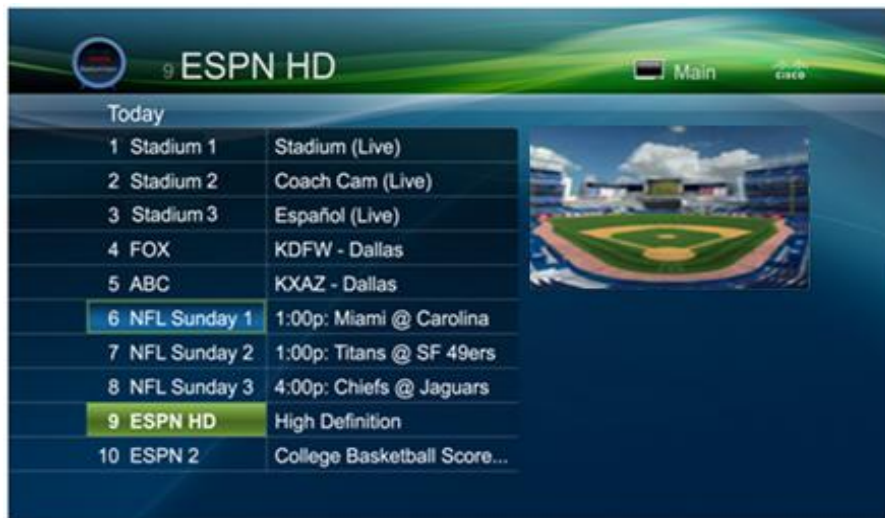 9 ESPN HD
Main
CISCO
Today
1 Stadium 1 Stadium (Live)
2 Stadium 2 Coach Cam (Live)
3 Stadium 3 Español (Live)
4 FOX KDFW - Dallas
5 ABC KXAZ - Dallas
6 NFL Sunday 1 1:00p: Miami @ Carolina
7 NFL Sunday 2 1:00p: Titans @ SF 49ers
8 NFL Sunday 3 4:00p: Chiefs @ Jaguars
9 ESPN HD High Definition
10 ESPN 2 College Basketball Score...